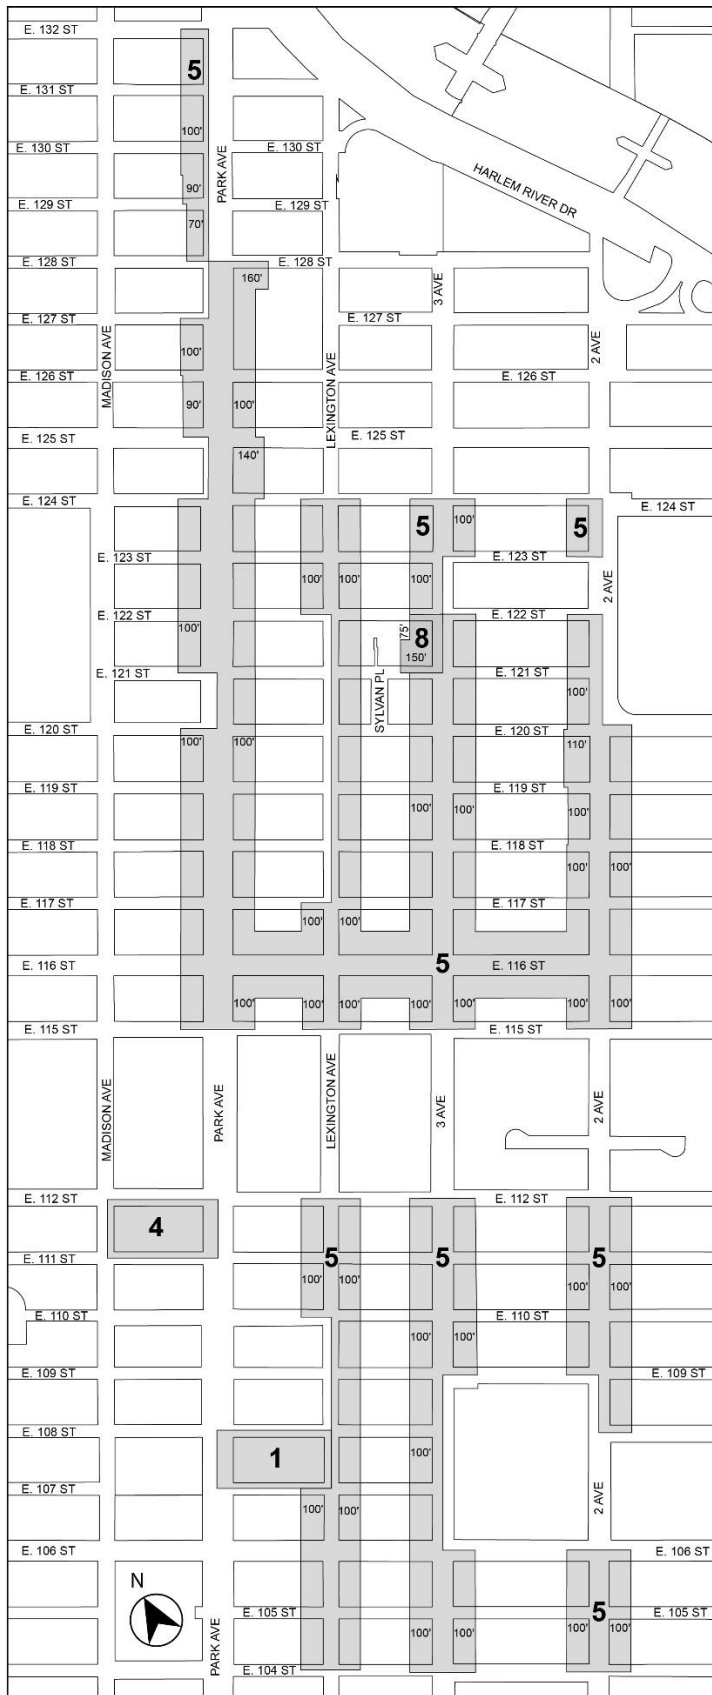 E. 132 ST
5
E. 131 ST
100'
E. 130 ST
E. 130 ST
PARK AVE
HARLEM RIVER DR
90'
E. 129 ST
E. 129 ST
70'
E. 128 ST
E. 128 ST
160'
3 AVE
E. 127 ST
E. 127 ST
MADISON AVE
100'
LEXINGTON AVE
2 AVE
E. 126 ST
E. 126 ST
90'
100'
E. 125 ST
E. 125 ST
140'
E. 124 ST
E. 124 ST
5
100'
5
E. 123 ST
E. 123 ST
100'
100'
100'
2 AVE
E. 122 ST
E. 122 ST
100'
75'
8
150'
E. 121 ST
E. 121 ST
SYLVAN PL
100'
E. 120 ST
E. 120 ST
100'
100'
110'
E. 119 ST
E. 119 ST
100'
100'
100'
E. 118 ST
E. 118 ST
100'
100'
E. 117 ST
E. 117 ST
100'
100'
E. 116 ST
5
E. 116 ST
100'
100'
100'
100'
100'
100'
100'
E. 115 ST
E. 115 ST
MADISON AVE
PARK AVE
LEXINGTON AVE
3 AVE
2 AVE
E. 112 ST
E. 112 ST
4
E. 111 ST
5
5
5
100'
100'
100'
100'
E. 110 ST
E. 110 ST
100'
100'
E. 109 ST
E. 109 ST
E. 108 ST
1
100'
E. 107 ST
100'
100'
2 AVE
E. 106 ST
E. 106 ST
N
E. 105 ST
5
E. 105 ST
PARK AVE
100'
100'
100'
100'
E. 104 ST